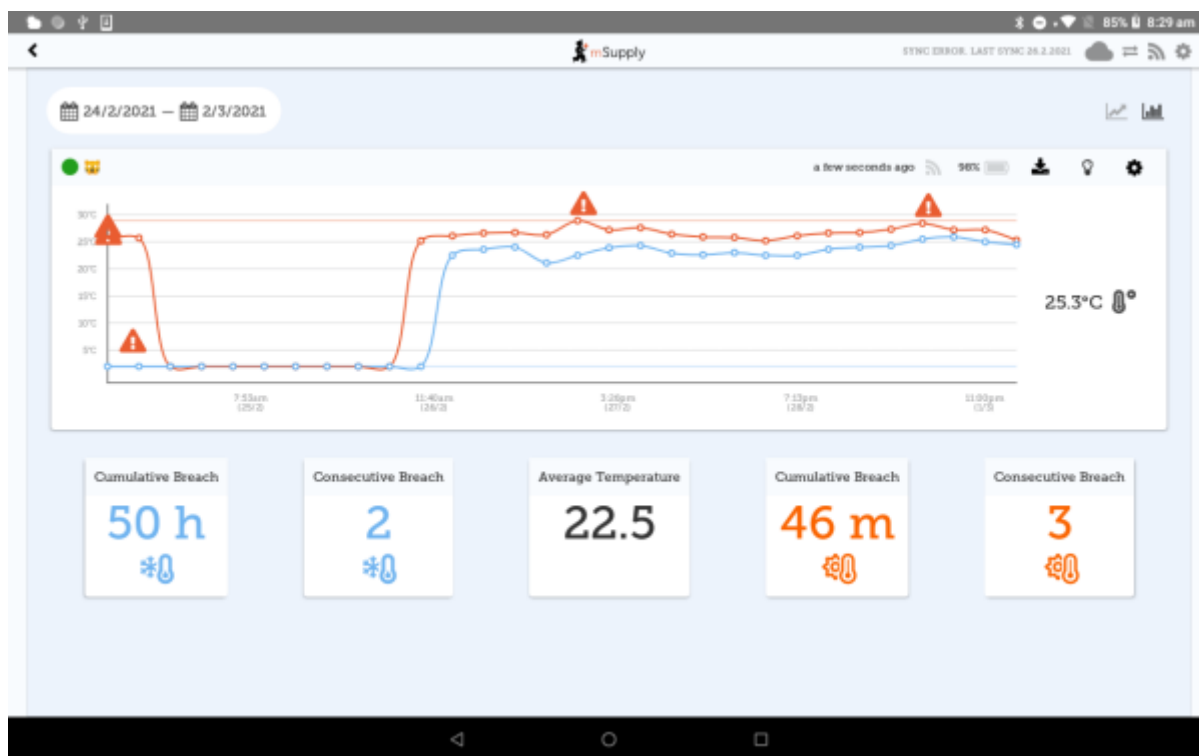 85% 8:29 am
mSupply
SYNC ERROR. LAST SYNC 26.2.2021
24/2/2021 — 2/3/2021
a few seconds ago 98%
30°C
25°C
20°C
15°C
10°C
5°C
25.3°C
7:53am 11:40am 3:26pm 7:13pm 11:00pm
(25/2) (26/2) (27/2) (28/2) (1/3)
Cumulative Breach Consecutive Breach Average Temperature Cumulative Breach Consecutive Breach
50 h 2 22.5 46 m 3